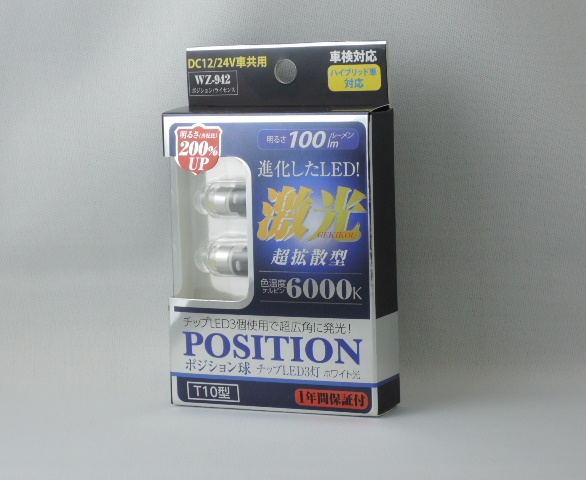 DC12/24V車共用
WZ-942
ポジション/ライセンス
車検対応
ハイブリッド車
対応
明るさ(当社比)
200%
UP
明るさ 100 ルーメン lm
進化したLED!
激光
GEKIKOU
超拡散型
色温度 ケルビン 6000K
チップLED3個使用で超広角に発光!
POSITION
ポジション球 チップLED3灯 ホワイト光
T10型
1年間保証付